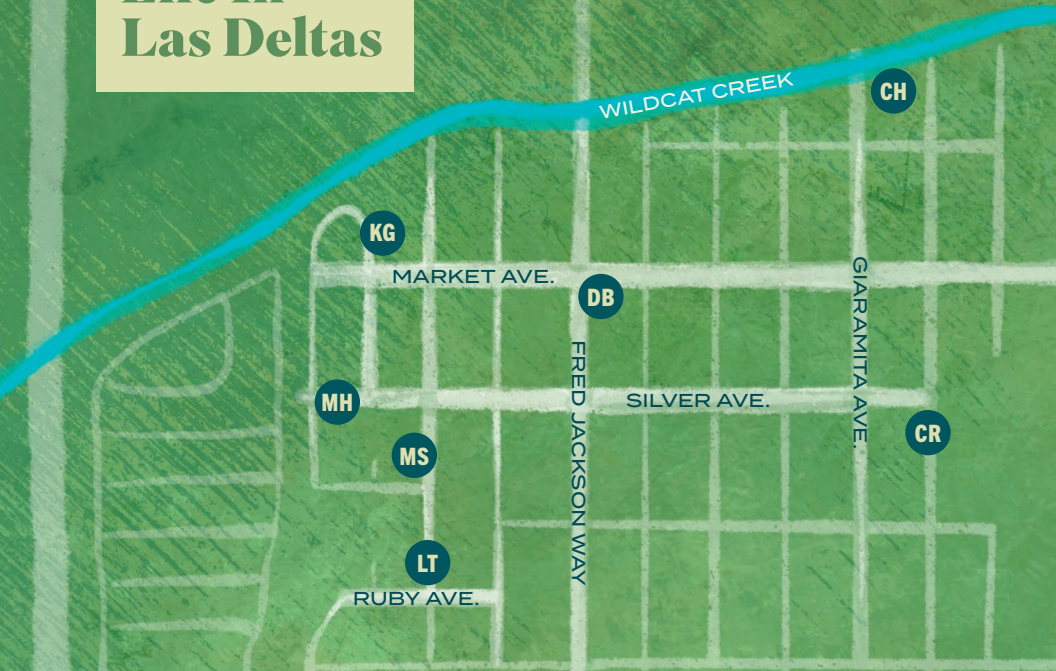 Las Deltas
WILDCAT CREEK
CH
KG
MARKET AVE.
DB
GIARAMITA AVE.
FRED JACKSON WAY
MH
SILVER AVE.
CR
MS
LT
RUBY AVE.